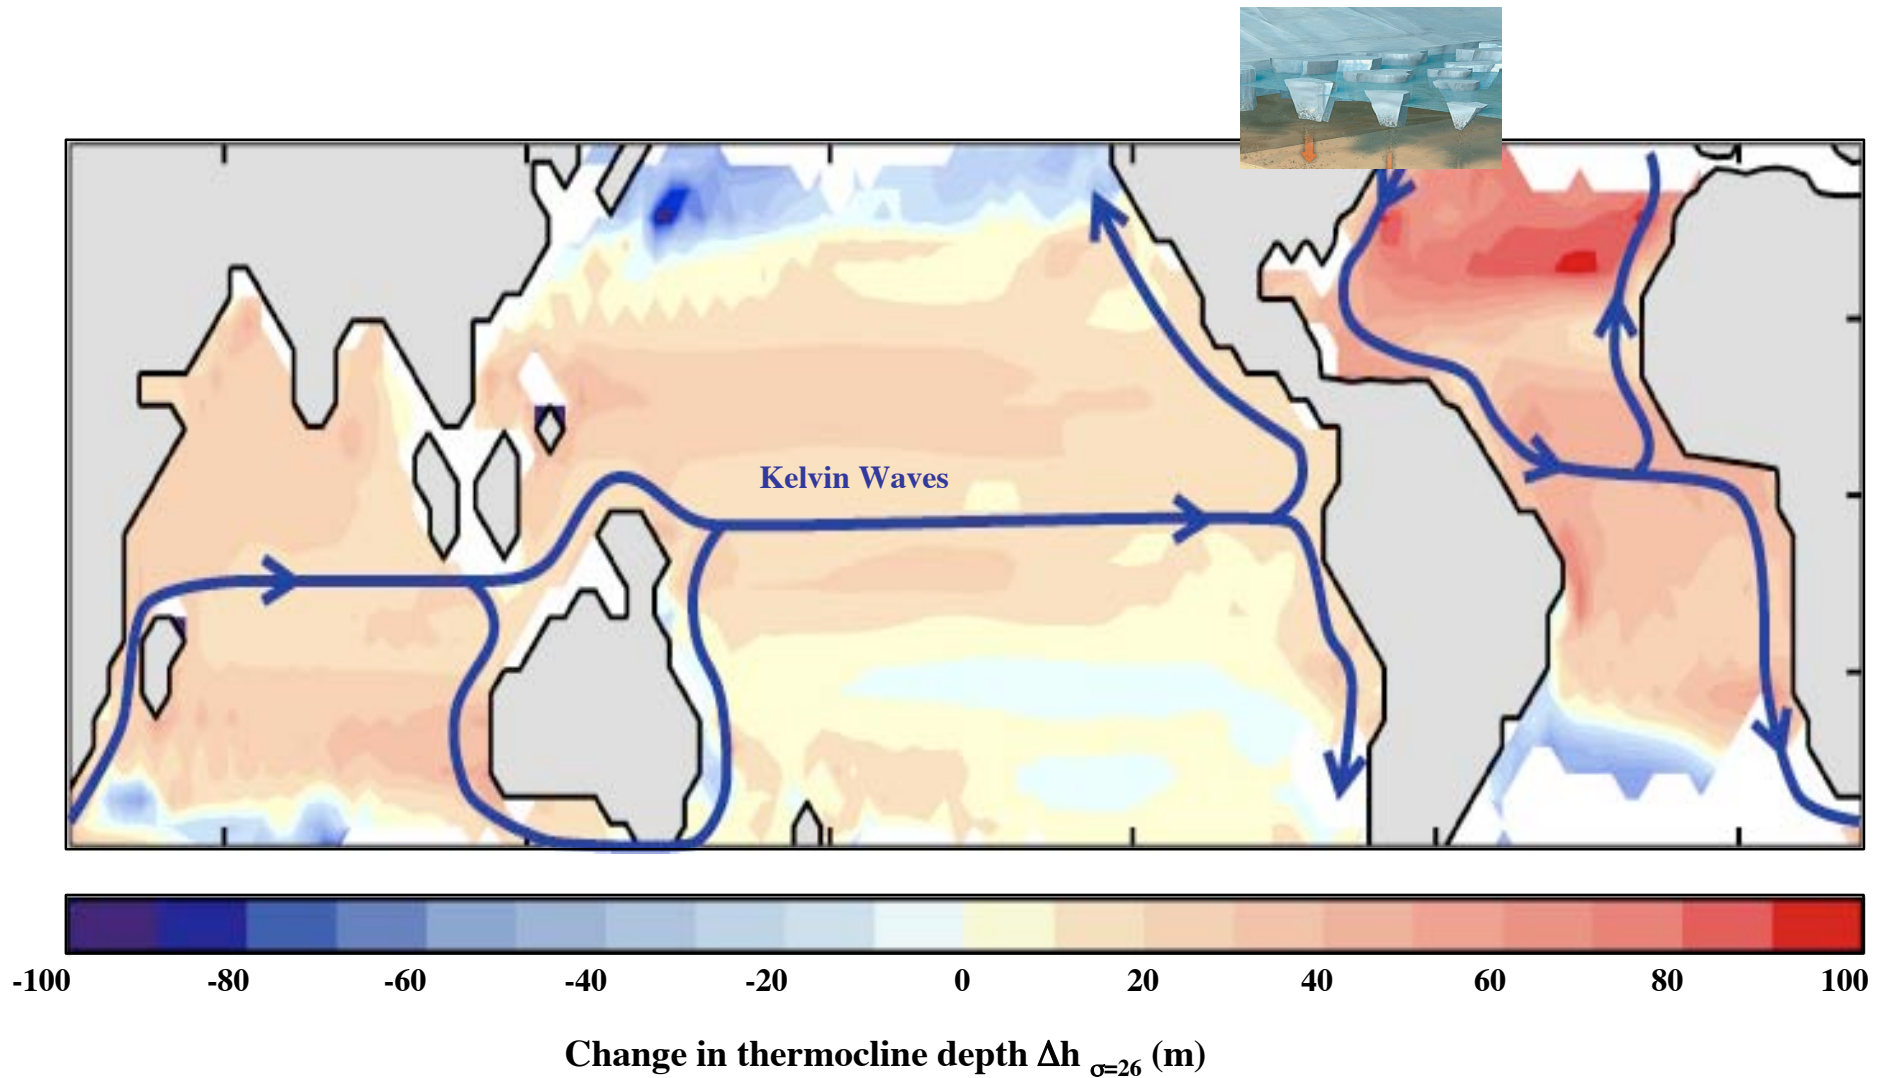 Kelvin Waves
-100 -80 -60 -40 -20 0 20 40 60 80 100
Change in thermocline depth Δh σ=26 (m)